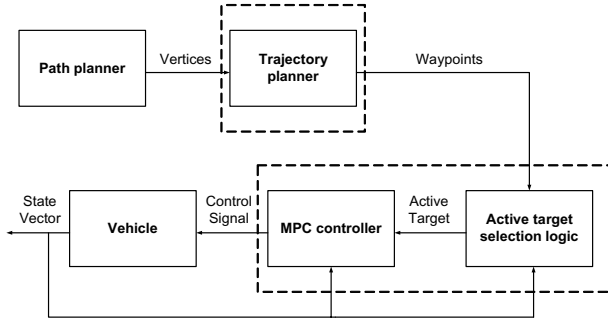 Path planner
Vertices
Trajectory
planner
Waypoints
State
Vector
Vehicle
Control
Signal
MPC controller
Active
Target
Active target
selection logic